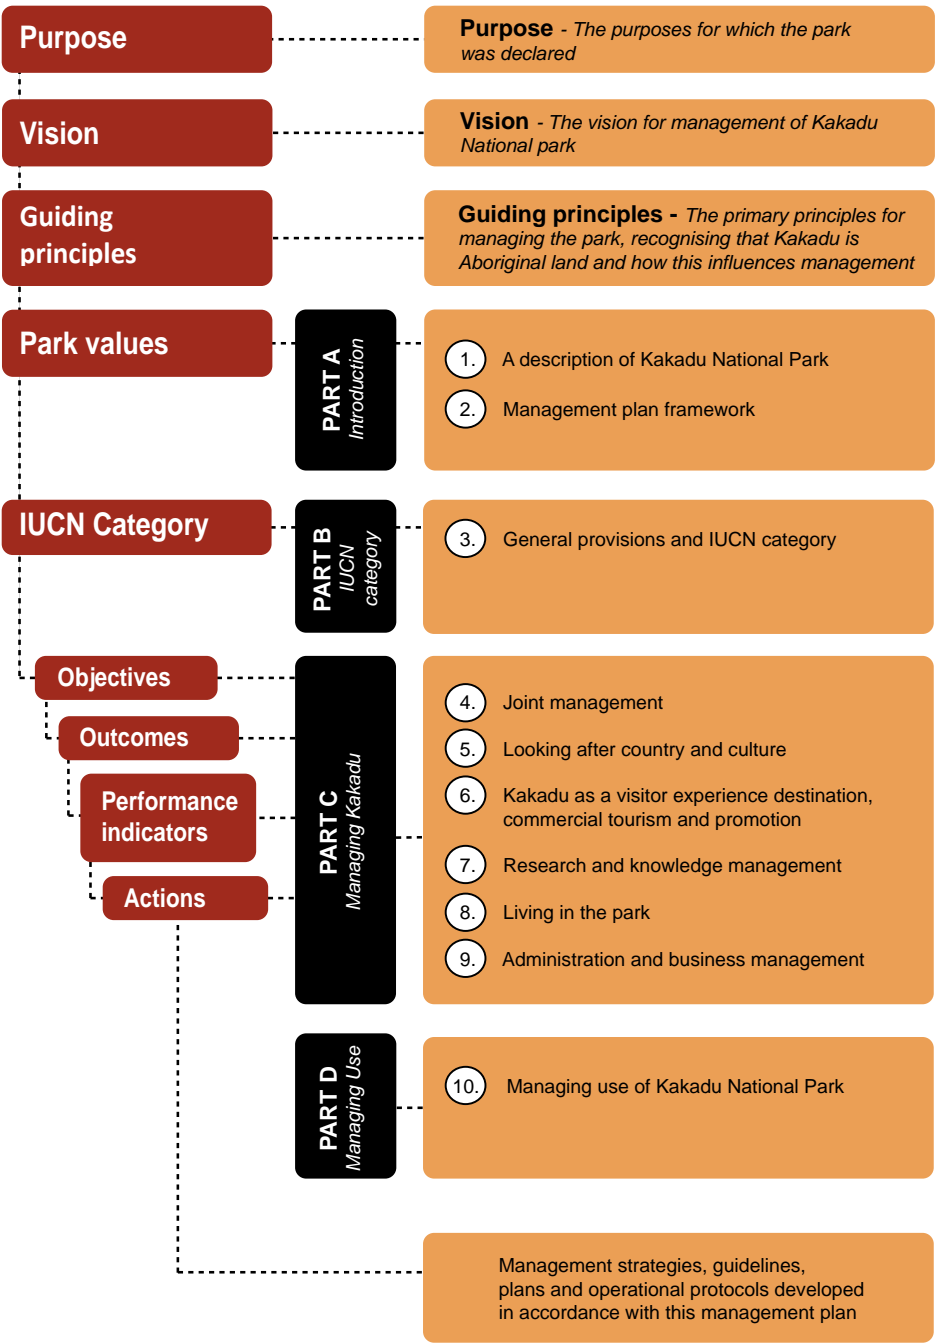 Purpose
Purpose - The purposes for which the park
was declared
Vision
Vision - The vision for management of Kakadu
National park
Guiding
principles
Guiding principles - The primary principles for
managing the park, recognising that Kakadu is
Aboriginal land and how this influences management
Park values
PART A
Introduction
1. A description of Kakadu National Park
2. Management plan framework
IUCN Category
PART B
IUCN
category
3. General provisions and IUCN category
Objectives
Outcomes
Performance
indicators
Actions
PART C
Managing Kakadu
4. Joint management
5. Looking after country and culture
6. Kakadu as a visitor experience destination,
commercial tourism and promotion
7. Research and knowledge management
8. Living in the park
9. Administration and business management
PART D
Managing Use
10. Managing use of Kakadu National Park
Management strategies, guidelines,
plans and operational protocols developed
in accordance with this management plan